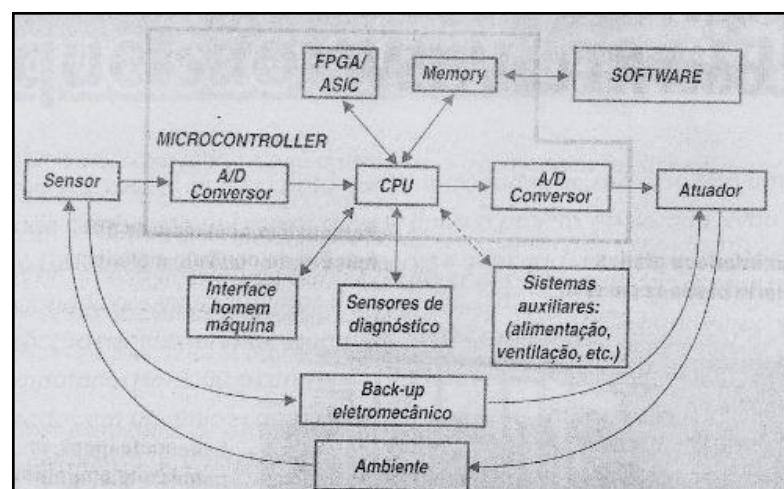 FPGA/
ASIC
Memory
SOFTWARE
MICROCONTROLLER
Sensor
A/D
Conversor
CPU
A/D
Conversor
Atuador
Interface
homem
máquina
Sensores de
diagnóstico
Sistemas
auxiliares:
(alimentação,
ventilação, etc.)
Back-up
eletromecânico
Ambiente